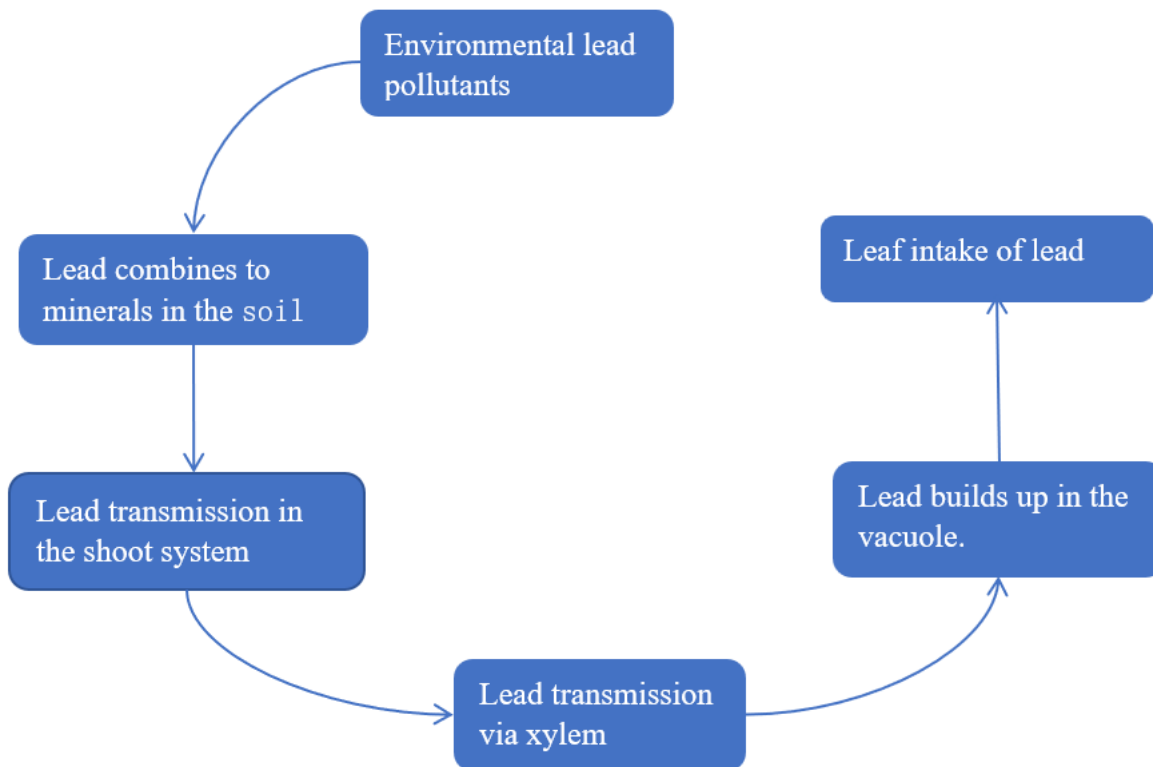 Environmental lead
pollutants
Lead combines to
minerals in the soil
Lead transmission in
the shoot system
Lead transmission
via xylem
Lead builds up in the
vacuole.
Leaf intake of lead